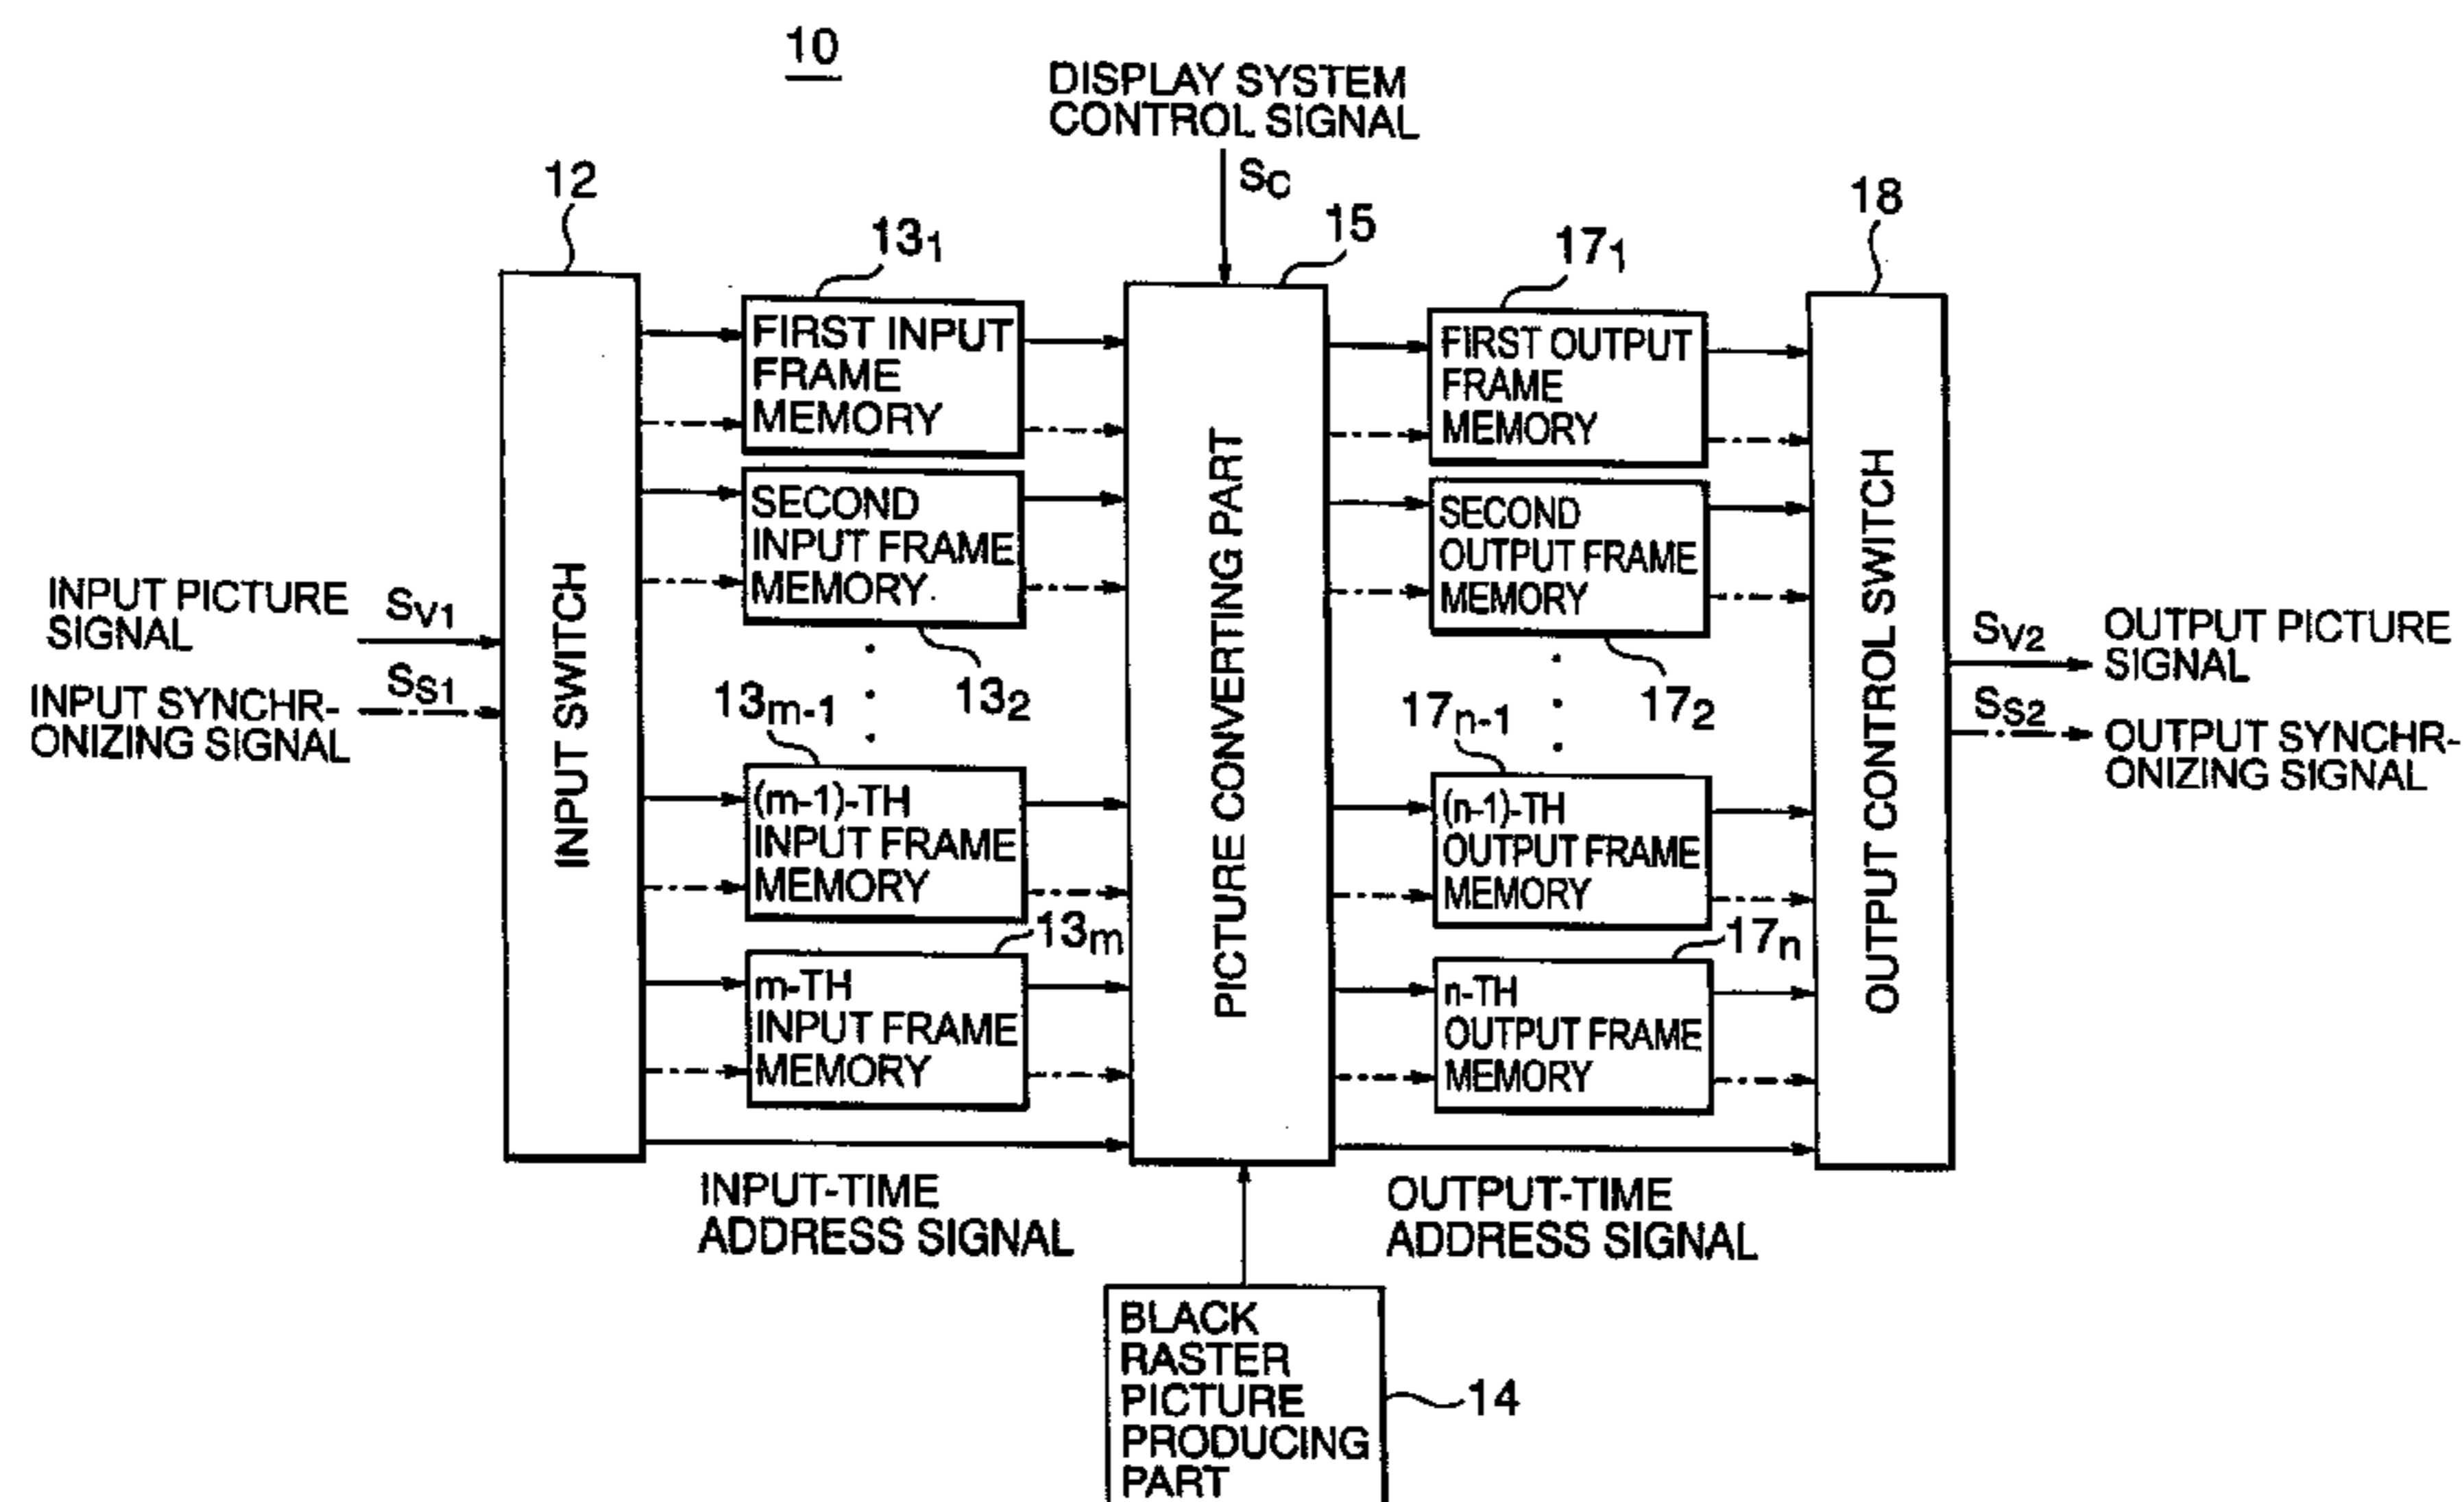 10
DISPLAY SYSTEM
CONTROL SIGNAL
SC
12
131
15
171
18
INPUT PICTURE
SIGNAL
SV1
SS1
INPUT SYNCHR-
ONIZING SIGNAL
INPUT SWITCH
FIRST INPUT
FRAME
MEMORY
SECOND
INPUT FRAME
MEMORY
132
13m-1
(m-1)-TH
INPUT FRAME
MEMORY
13m
m-TH
INPUT FRAME
MEMORY
INPUT-TIME
ADDRESS SIGNAL
PICTURE CONVERTING PART
FIRST OUTPUT
FRAME
MEMORY
SECOND
OUTPUT FRAME
MEMORY
172
17n-1
(n-1)-TH
OUTPUT FRAME
MEMORY
17n
n-TH
OUTPUT FRAME
MEMORY
OUTPUT-TIME
ADDRESS SIGNAL
OUTPUT CONTROL SWITCH
SV2
OUTPUT PICTURE
SIGNAL
SS2
OUTPUT SYNCHR-
ONIZING SIGNAL
BLACK
RASTER
PICTURE
PRODUCING
PART
14